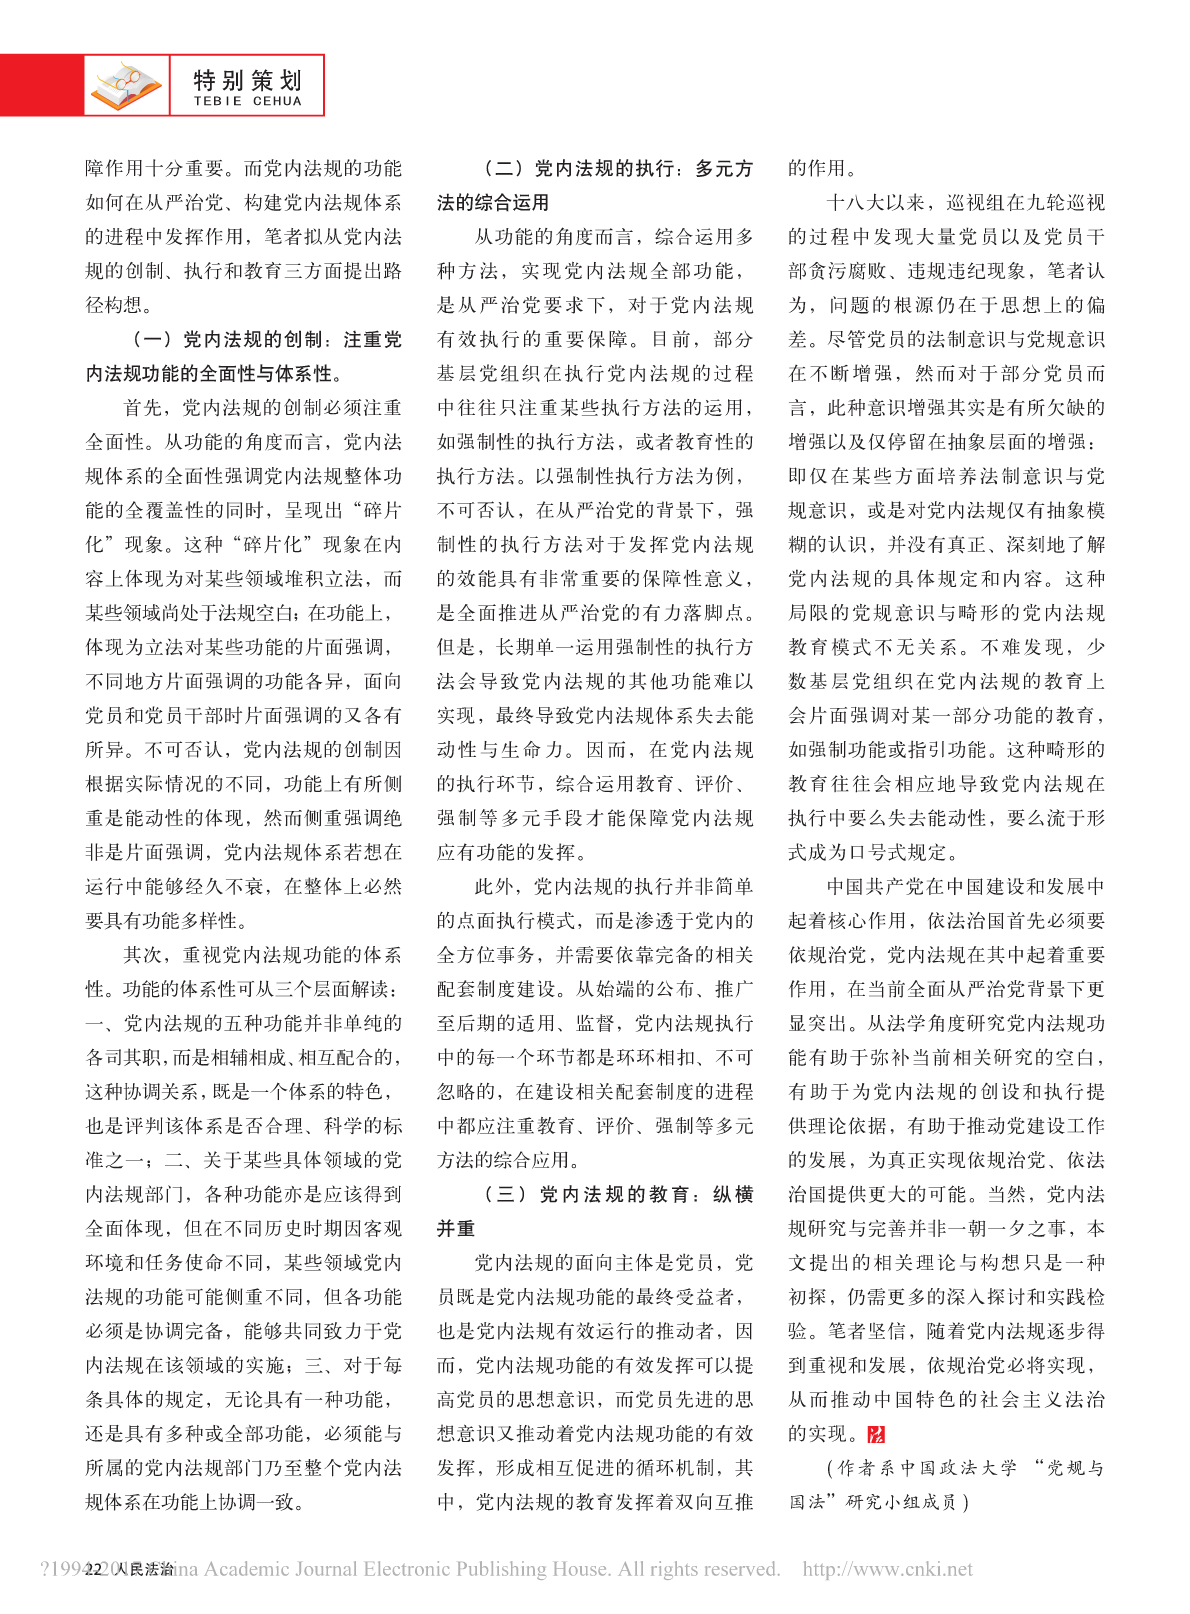 特别策划
TEBIE CEHUA
障作用十分重要。而党内法规的功能
如何在从严治党、构建党内法规体系
的进程中发挥作用，笔者拟从党内法
规的创制、执行和教育三方面提出路
径构想。
（一）党内法规的创制：注重党
内法规功能的全面性与体系性。
首先，党内法规的创制必须注重
全面性。从功能的角度而言，党内法
规体系的全面性强调党内法规整体功
能的全覆盖性的同时，呈现出“碎片
化”现象。这种“碎片化”现象在内
容上体现为对某些领域堆积立法，而
某些领域尚处于法规空白；在功能上，
体现为立法对某些功能的片面强调，
不同地方片面强调的功能各异，面向
党员和党员干部时片面强调的又各有
所异。不可否认，党内法规的创制因
根据实际情况的不同，功能上有所侧
重是能动性的体现，然而侧重强调绝
非是片面强调，党内法规体系若想在
运行中能够经久不衰，在整体上必然
要具有功能多样性。
其次，重视党内法规功能的体系
性。功能的体系性可从三个层面解读：
一、党内法规的五种功能并非单纯的
各司其职，而是相辅相成、相互配合的，
这种协调关系，既是一个体系的特色，
也是评判该体系是否合理、科学的标
准之一；二、关于某些具体领域的党
内法规部门，各种功能亦是应该得到
全面体现，但在不同历史时期因客观
环境和任务使命不同，某些领域党内
法规的功能可能侧重不同，但各功能
必须是协调完备，能够共同致力于党
内法规在该领域的实施；三、对于每
条具体的规定，无论具有一种功能，
还是具有多种或全部功能，必须能与
所属的党内法规部门乃至整个党内法
规体系在功能上协调一致。
（二）党内法规的执行：多元方
法的综合运用
从功能的角度而言，综合运用多
种方法，实现党内法规全部功能，
是从严治党要求下，对于党内法规
有效执行的重要保障。目前，部分
基层党组织在执行党内法规的过程
中往往只注重某些执行方法的运用，
如强制性的执行方法，或者教育性的
执行方法。以强制性执行方法为例，
不可否认，在从严治党的背景下，强
制性的执行方法对于发挥党内法规
的效能具有非常重要的保障性意义，
是全面推进从严治党的有力落脚点。
但是，长期单一运用强制性的执行方
法会导致党内法规的其他功能难以
实现，最终导致党内法规体系失去能
动性与生命力。因而，在党内法规
的执行环节，综合运用教育、评价、
强制等多元手段才能保障党内法规
应有功能的发挥。
此外，党内法规的执行并非简单
的点面执行模式，而是渗透于党内的
全方位事务，并需要依靠完备的相关
配套制度建设。从始端的公布、推广
至后期的适用、监督，党内法规执行
中的每一个环节都是环环相扣、不可
忽略的，在建设相关配套制度的进程
中都应注重教育、评价、强制等多元
方法的综合应用。
（三）党内法规的教育：纵横
并重
党内法规的面向主体是党员，党
员既是党内法规功能的最终受益者，
也是党内法规有效运行的推动者，因
而，党内法规功能的有效发挥可以提
高党员的思想意识，而党员先进的思
想意识又推动着党内法规功能的有效
发挥，形成相互促进的循环机制，其
中，党内法规的教育发挥着双向互推
的作用。
十八大以来，巡视组在九轮巡视
的过程中发现大量党员以及党员干
部贪污腐败、违规违纪现象，笔者认
为，问题的根源仍在于思想上的偏
差。尽管党员的法制意识与党规意识
在不断增强，然而对于部分党员而
言，此种意识增强其实是有所欠缺的
增强以及仅停留在抽象层面的增强：
即仅在某些方面培养法制意识与党
规意识，或是对党内法规仅有抽象模
糊的认识，并没有真正、深刻地了解
党内法规的具体规定和内容。这种
局限的党规意识与畸形的党内法规
教育模式不无关系。不难发现，少
数基层党组织在党内法规的教育上
会片面强调对某一部分功能的教育，
如强制功能或指引功能。这种畸形的
教育往往会相应地导致党内法规在
执行中要么失去能动性，要么流于形
式成为口号式规定。
中国共产党在中国建设和发展中
起着核心作用，依法治国首先必须要
依规治党，党内法规在其中起着重要
作用，在当前全面从严治党背景下更
显突出。从法学角度研究党内法规功
能有助于弥补当前相关研究的空白，
有助于为党内法规的创设和执行提
供理论依据，有助于推动党建设工作
的发展，为真正实现依规治党、依法
治国提供更大的可能。当然，党内法
规研究与完善并非一朝一夕之事，本
文提出的相关理论与构想只是一种
初探，仍需更多的深入探讨和实践检
验。笔者坚信，随着党内法规逐步得
到重视和发展，依规治党必将实现，
从而推动中国特色的社会主义法治
的实现。法
（作者系中国政法大学 “党规与
国法”研究小组成员）
22 人民法治
China Academic Journal Electronic Publishing House. All rights reserved. http://www.cnki.net